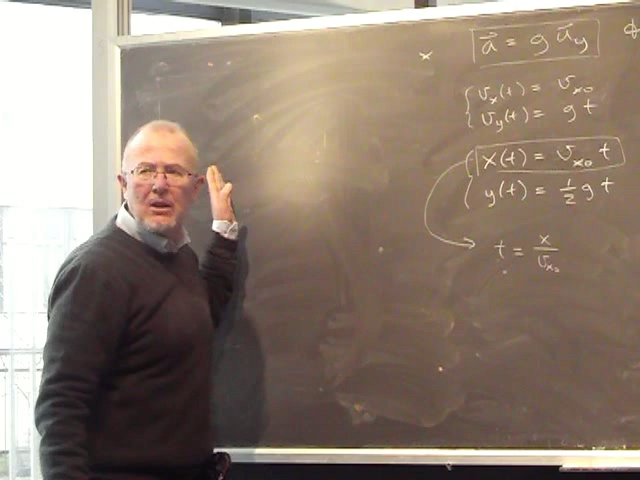 x
a⃗ = g u⃗y
vx(t) = vx0
vy(t) = g t
x(t) = vx0 t
y(t) = 1/2 g t
t = x/vx0